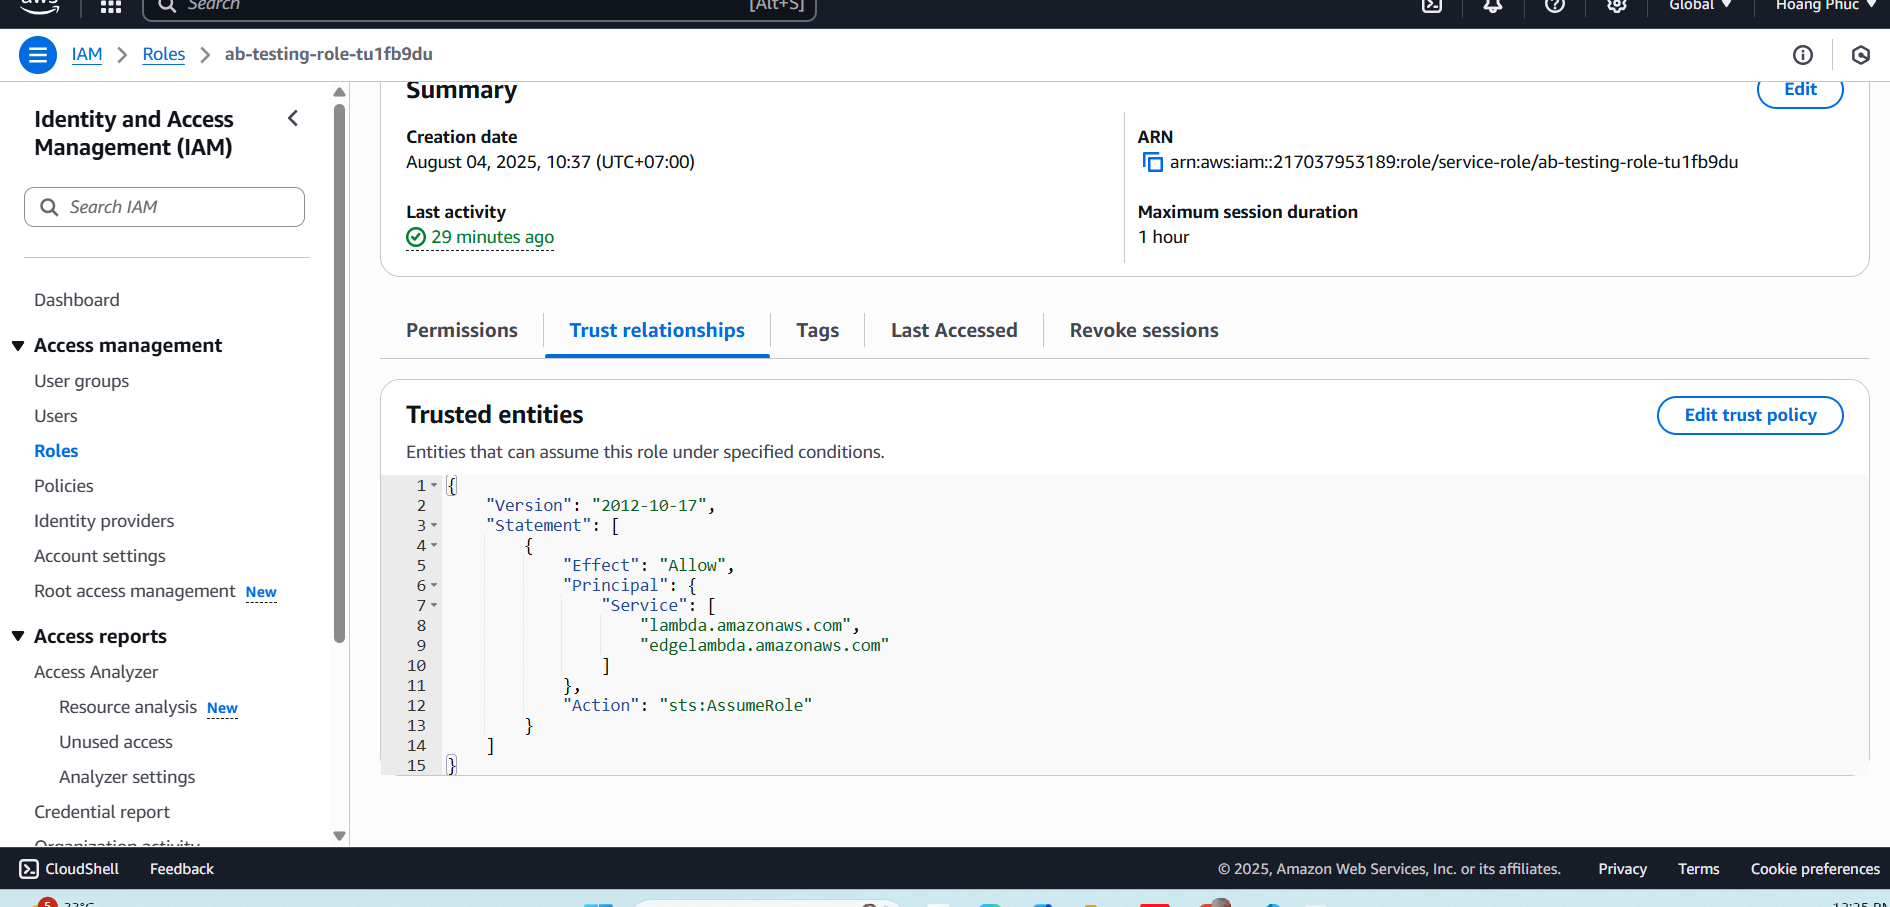 aws
Search
[Alt+S]
Global
Hoang Phuc
IAM
Roles
ab-testing-role-tu1fb9du
Identity and Access
Management (IAM)
Search IAM
Dashboard
Access management
User groups
Users
Roles
Policies
Identity providers
Account settings
Root access management New
Access reports
Access Analyzer
Resource analysis New
Unused access
Analyzer settings
Credential report
Organization activity
Summary
Edit
Creation date
August 04, 2025, 10:37 (UTC+07:00)
ARN
arn:aws:iam::217037953189:role/service-role/ab-testing-role-tu1fb9du
Last activity
29 minutes ago
Maximum session duration
1 hour
Permissions
Trust relationships
Tags
Last Accessed
Revoke sessions
Trusted entities
Edit trust policy
Entities that can assume this role under specified conditions.
1 {
2 "Version": "2012-10-17",
3 "Statement": [
4 {
5 "Effect": "Allow",
6 "Principal": {
7 "Service": [
8 "lambda.amazonaws.com",
9 "edgelambda.amazonaws.com"
10 ]
11 },
12 "Action": "sts:AssumeRole"
13 }
14 ]
15 }
CloudShell
Feedback
© 2025, Amazon Web Services, Inc. or its affiliates.
Privacy
Terms
Cookie preferences
5